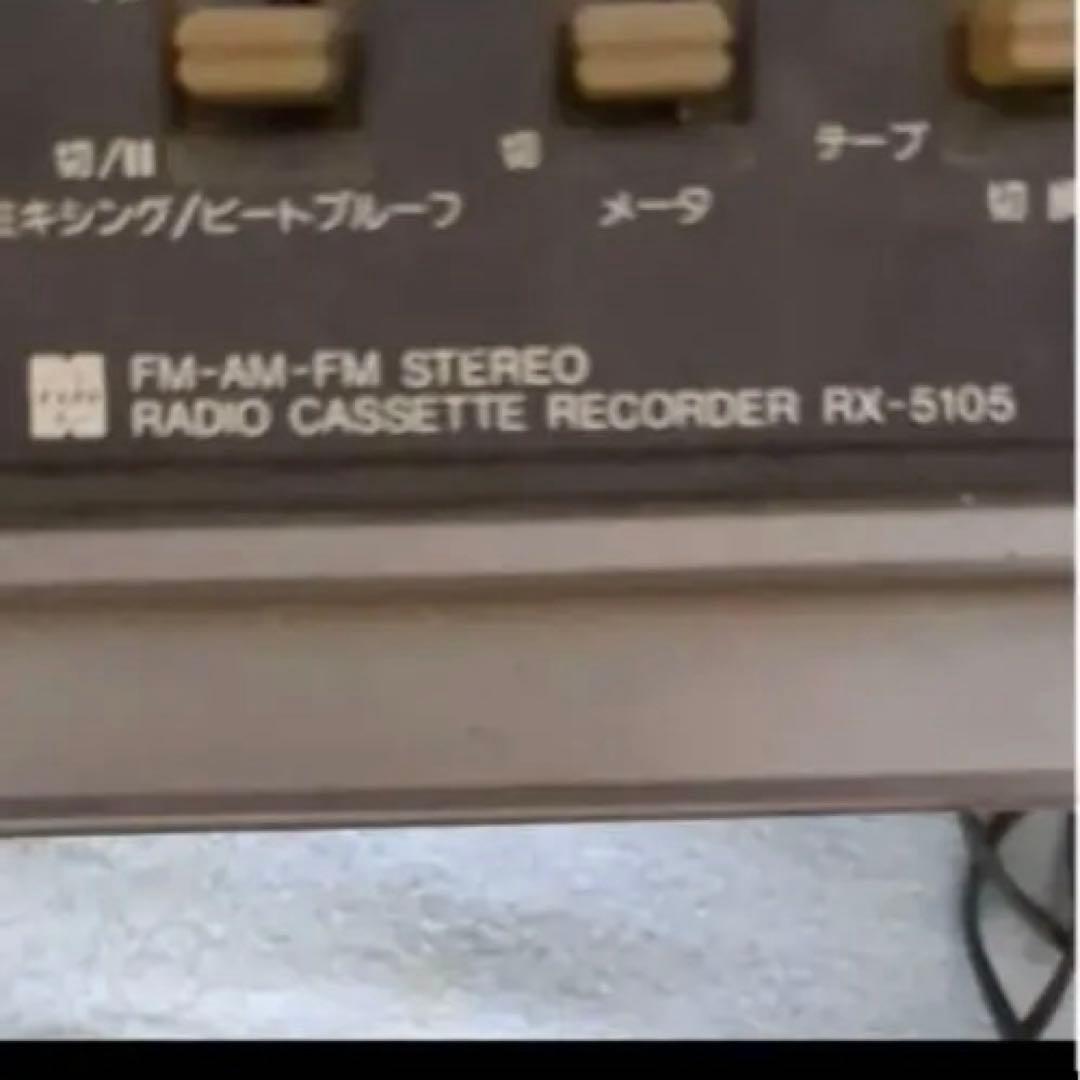 切/III
切
テープ
ミキシング/ビートプルーフ
メータ
切
FM-AM-FM STEREO
RADIO CASSETTE RECORDER RX-5105